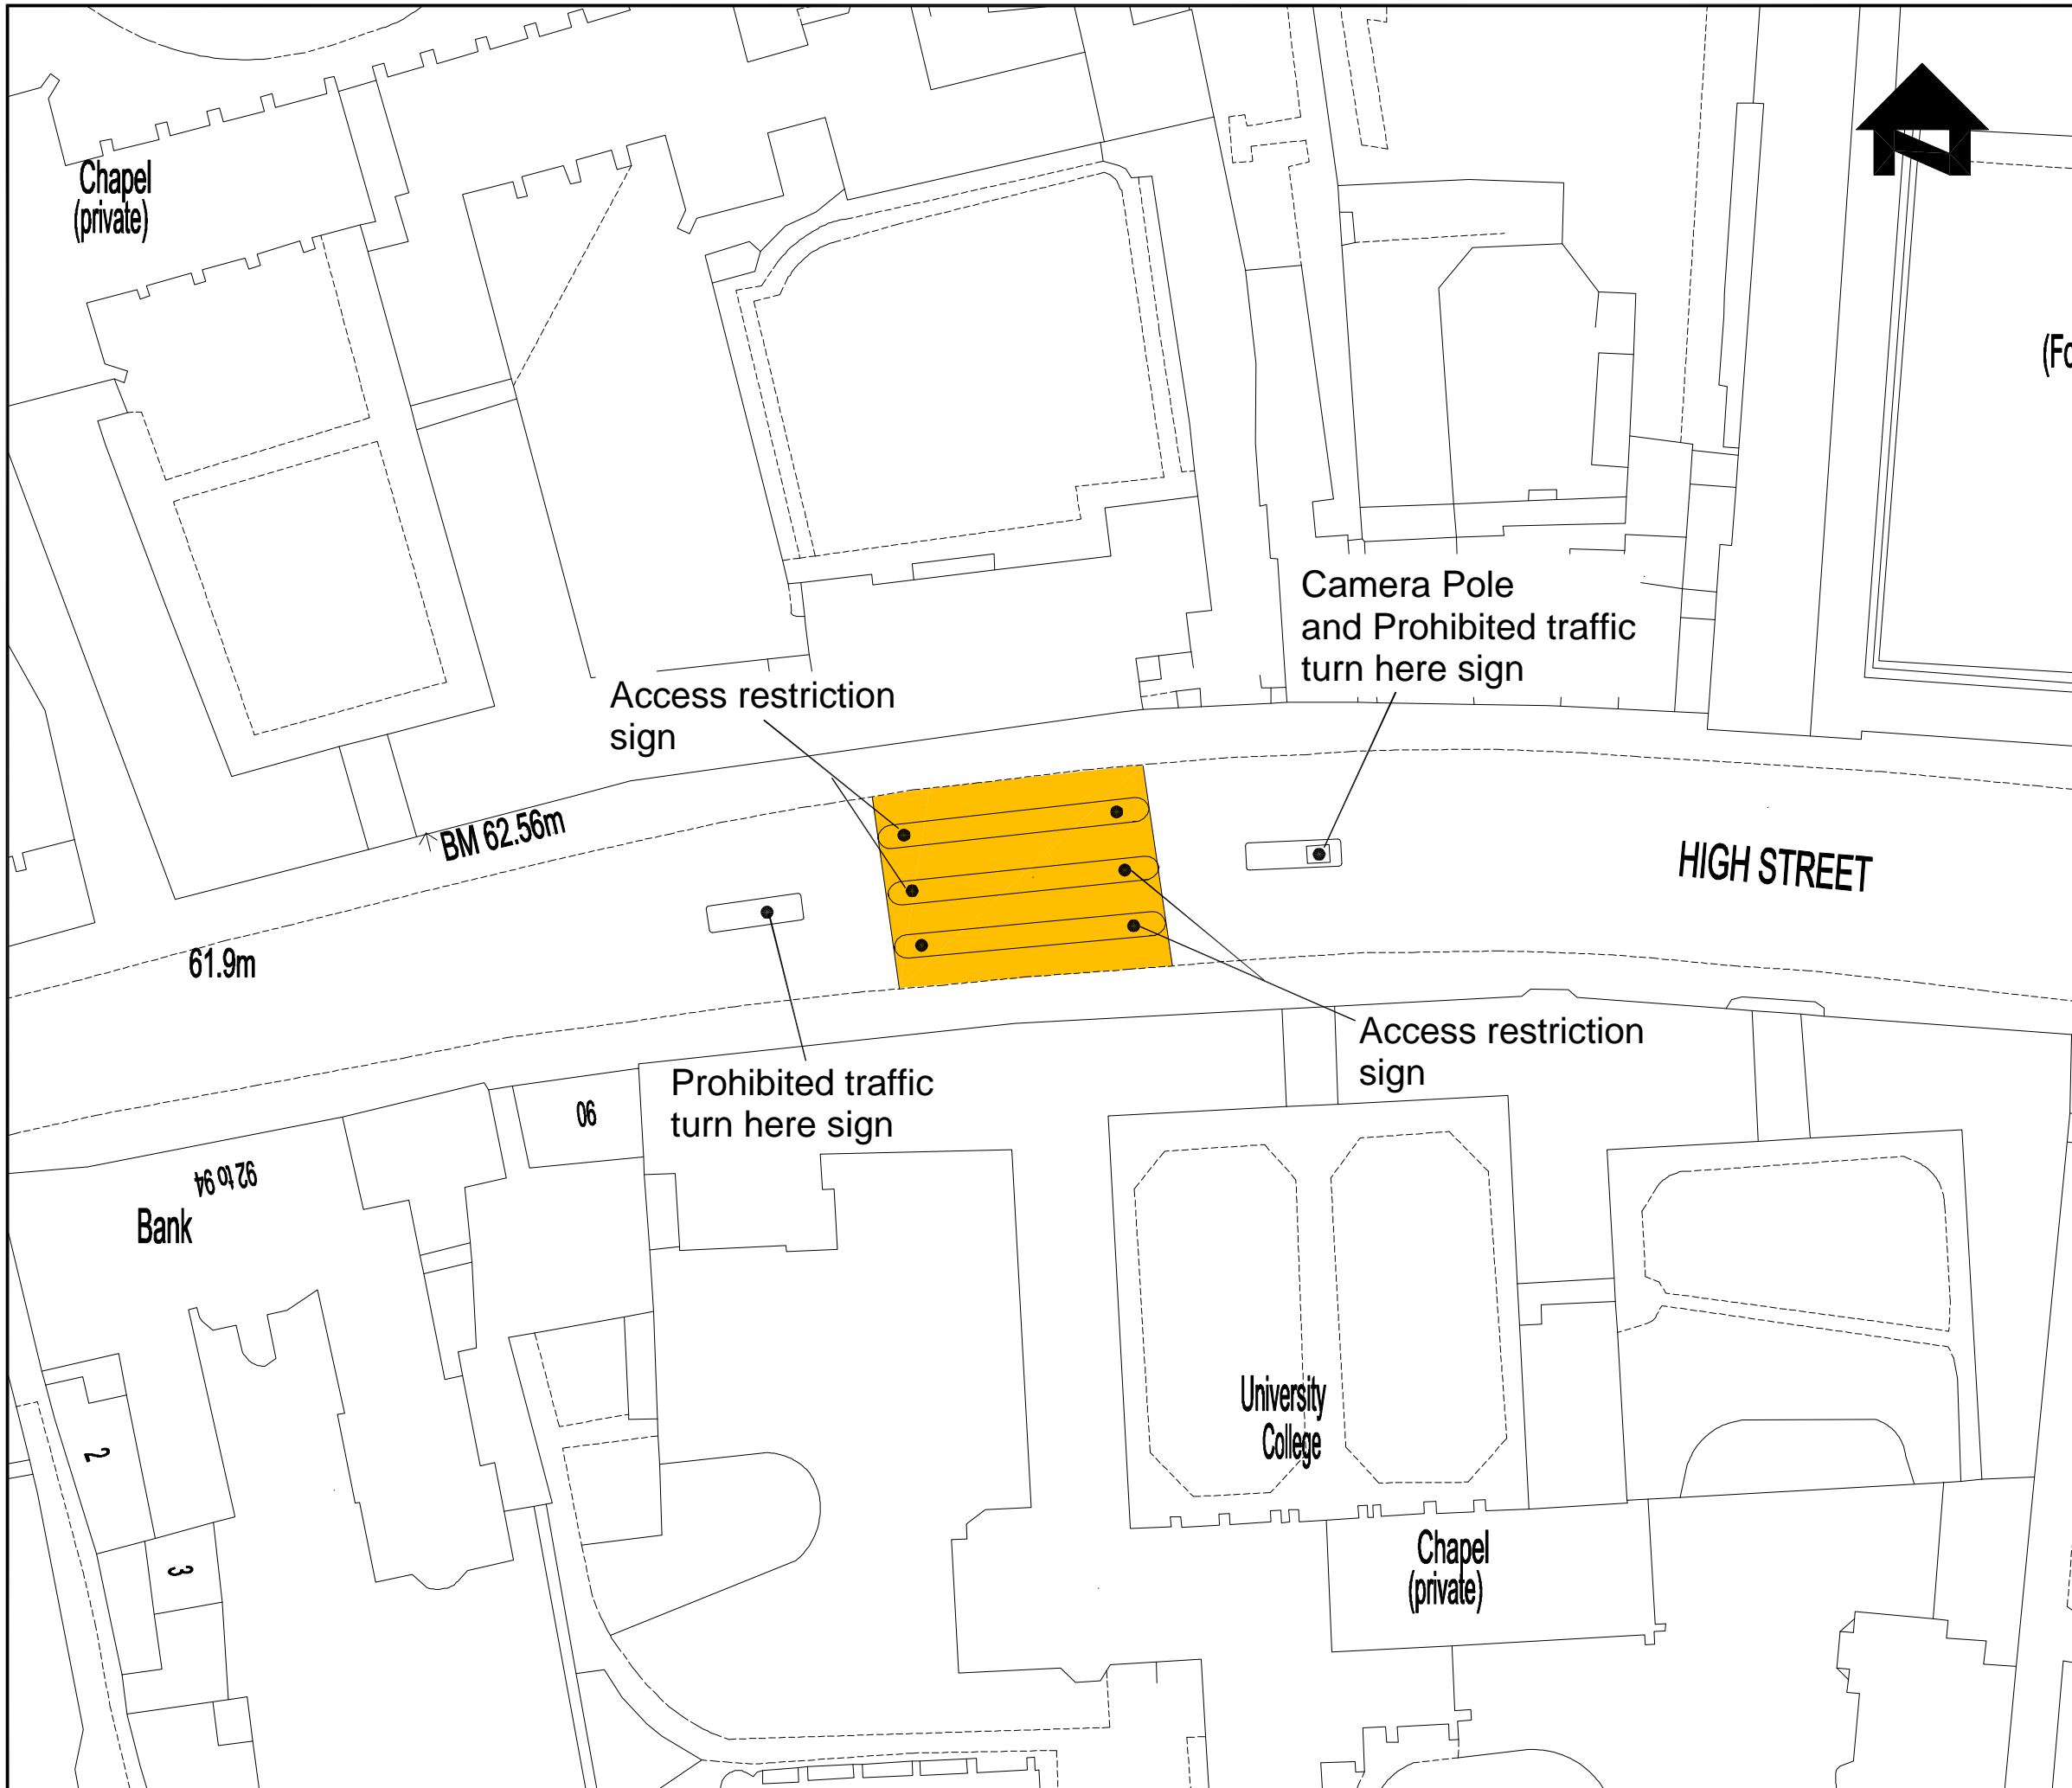 Chapel
(private)
(Fo
Camera Pole
and Prohibited traffic
turn here sign
Access restriction
sign
BM 62.56m
HIGH STREET
61.9m
Access restriction
sign
Prohibited traffic
turn here sign
90
92 to 94
Bank
University
College
2
Chapel
(private)
3